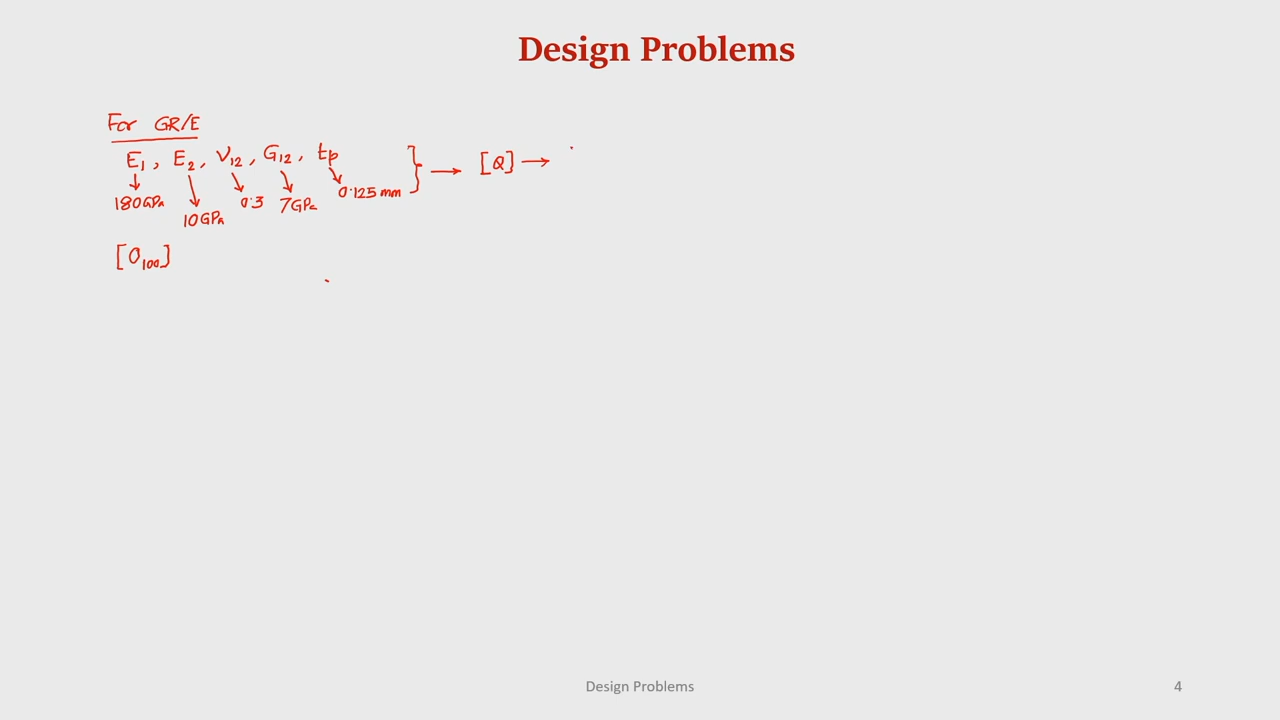 Design Problems
For GR/E
E₁, E₂, ν₁₂, G₁₂, tp } → [Q] →
180GPa 10GPa 0.3 7GPa 0.125 mm
[0₁₀₀]
Design Problems 4